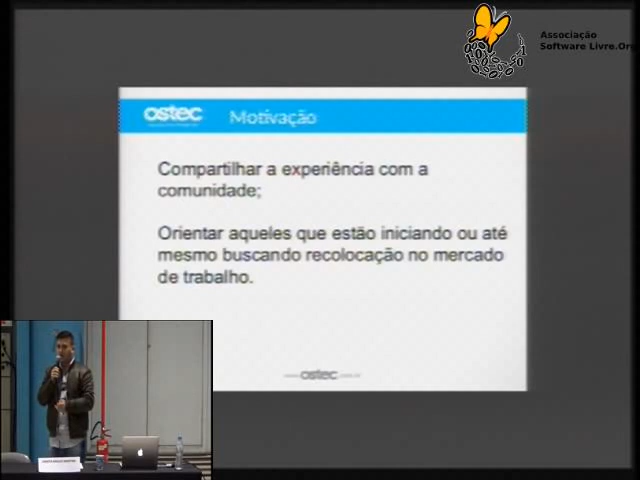 Associação
Software Livre.Or
ostec
Motivação
Compartilhar a experiência com a
comunidade;
Orientar aqueles que estão iniciando ou até
mesmo buscando recolocação no mercado
de trabalho.
ostec